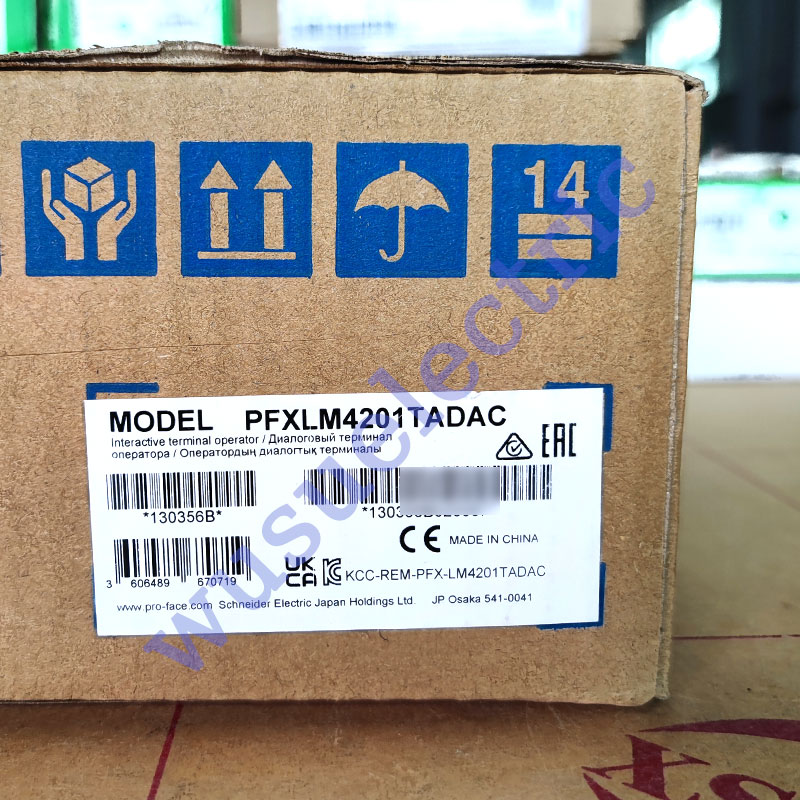 14
MODEL PFXLM4201TADAC
Interactive terminal operator / Диалоговый терминал
оператора / Оператордың диалогтық терминалы
EAC
*130356B*
CE MADE IN CHINA
3 606489 670719
UK
CA KCC-REM-PFX-LM4201TADAC
www.pro-face.com Schneider Electric Japan Holdings Ltd. JP Osaka 541-0041
wusuelectric